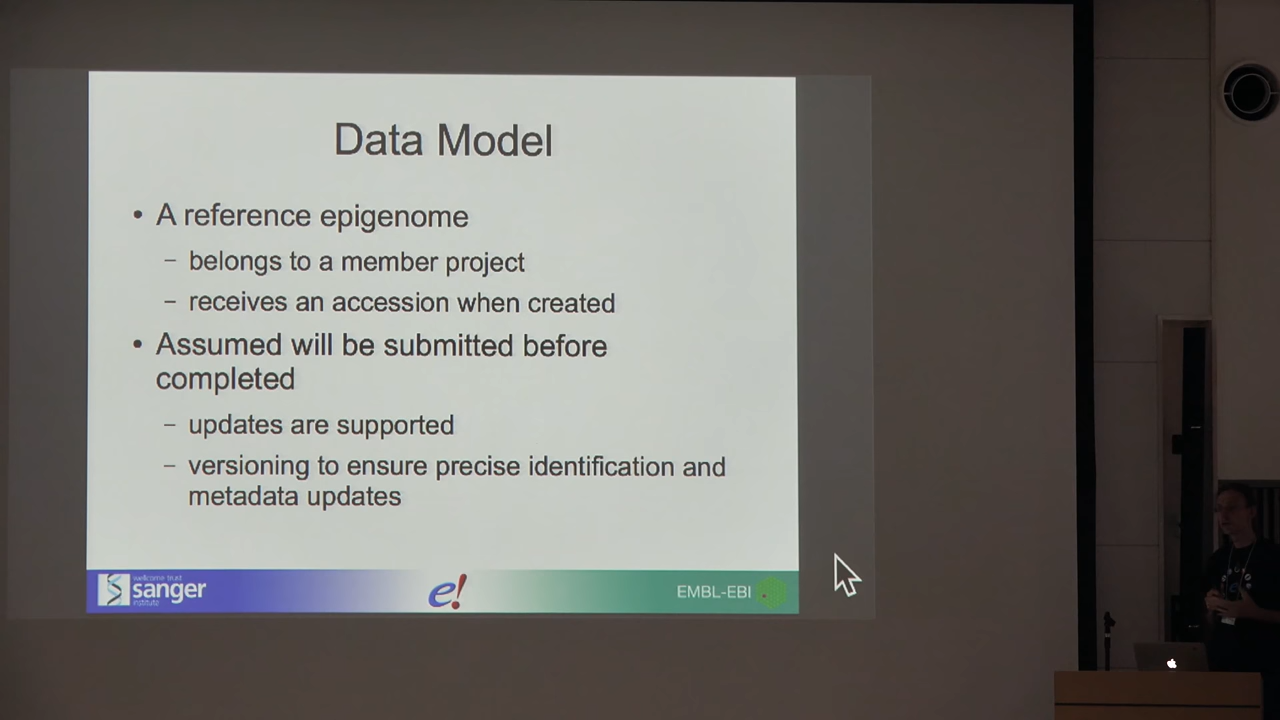 Data Model
• A reference epigenome
– belongs to a member project
– receives an accession when created
• Assumed will be submitted before
completed
– updates are supported
– versioning to ensure precise identification and
metadada updates
wellcome trust
sanger
institute
e!
EMBL-EBI